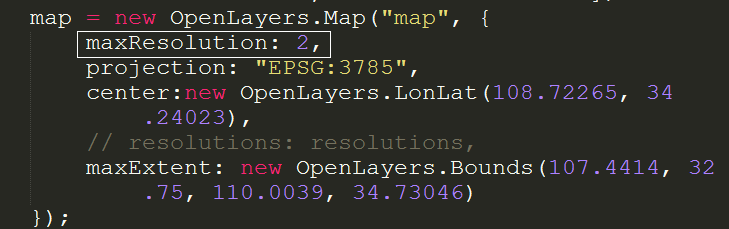 map = new OpenLayers.Map("map", {
maxResolution: 2,
projection: "EPSG:3785",
center:new OpenLayers.LonLat(108.72265, 34
.24023),
// resolutions: resolutions,
maxExtent: new OpenLayers.Bounds(107.4414, 32
.75, 110.0039, 34.73046)
});